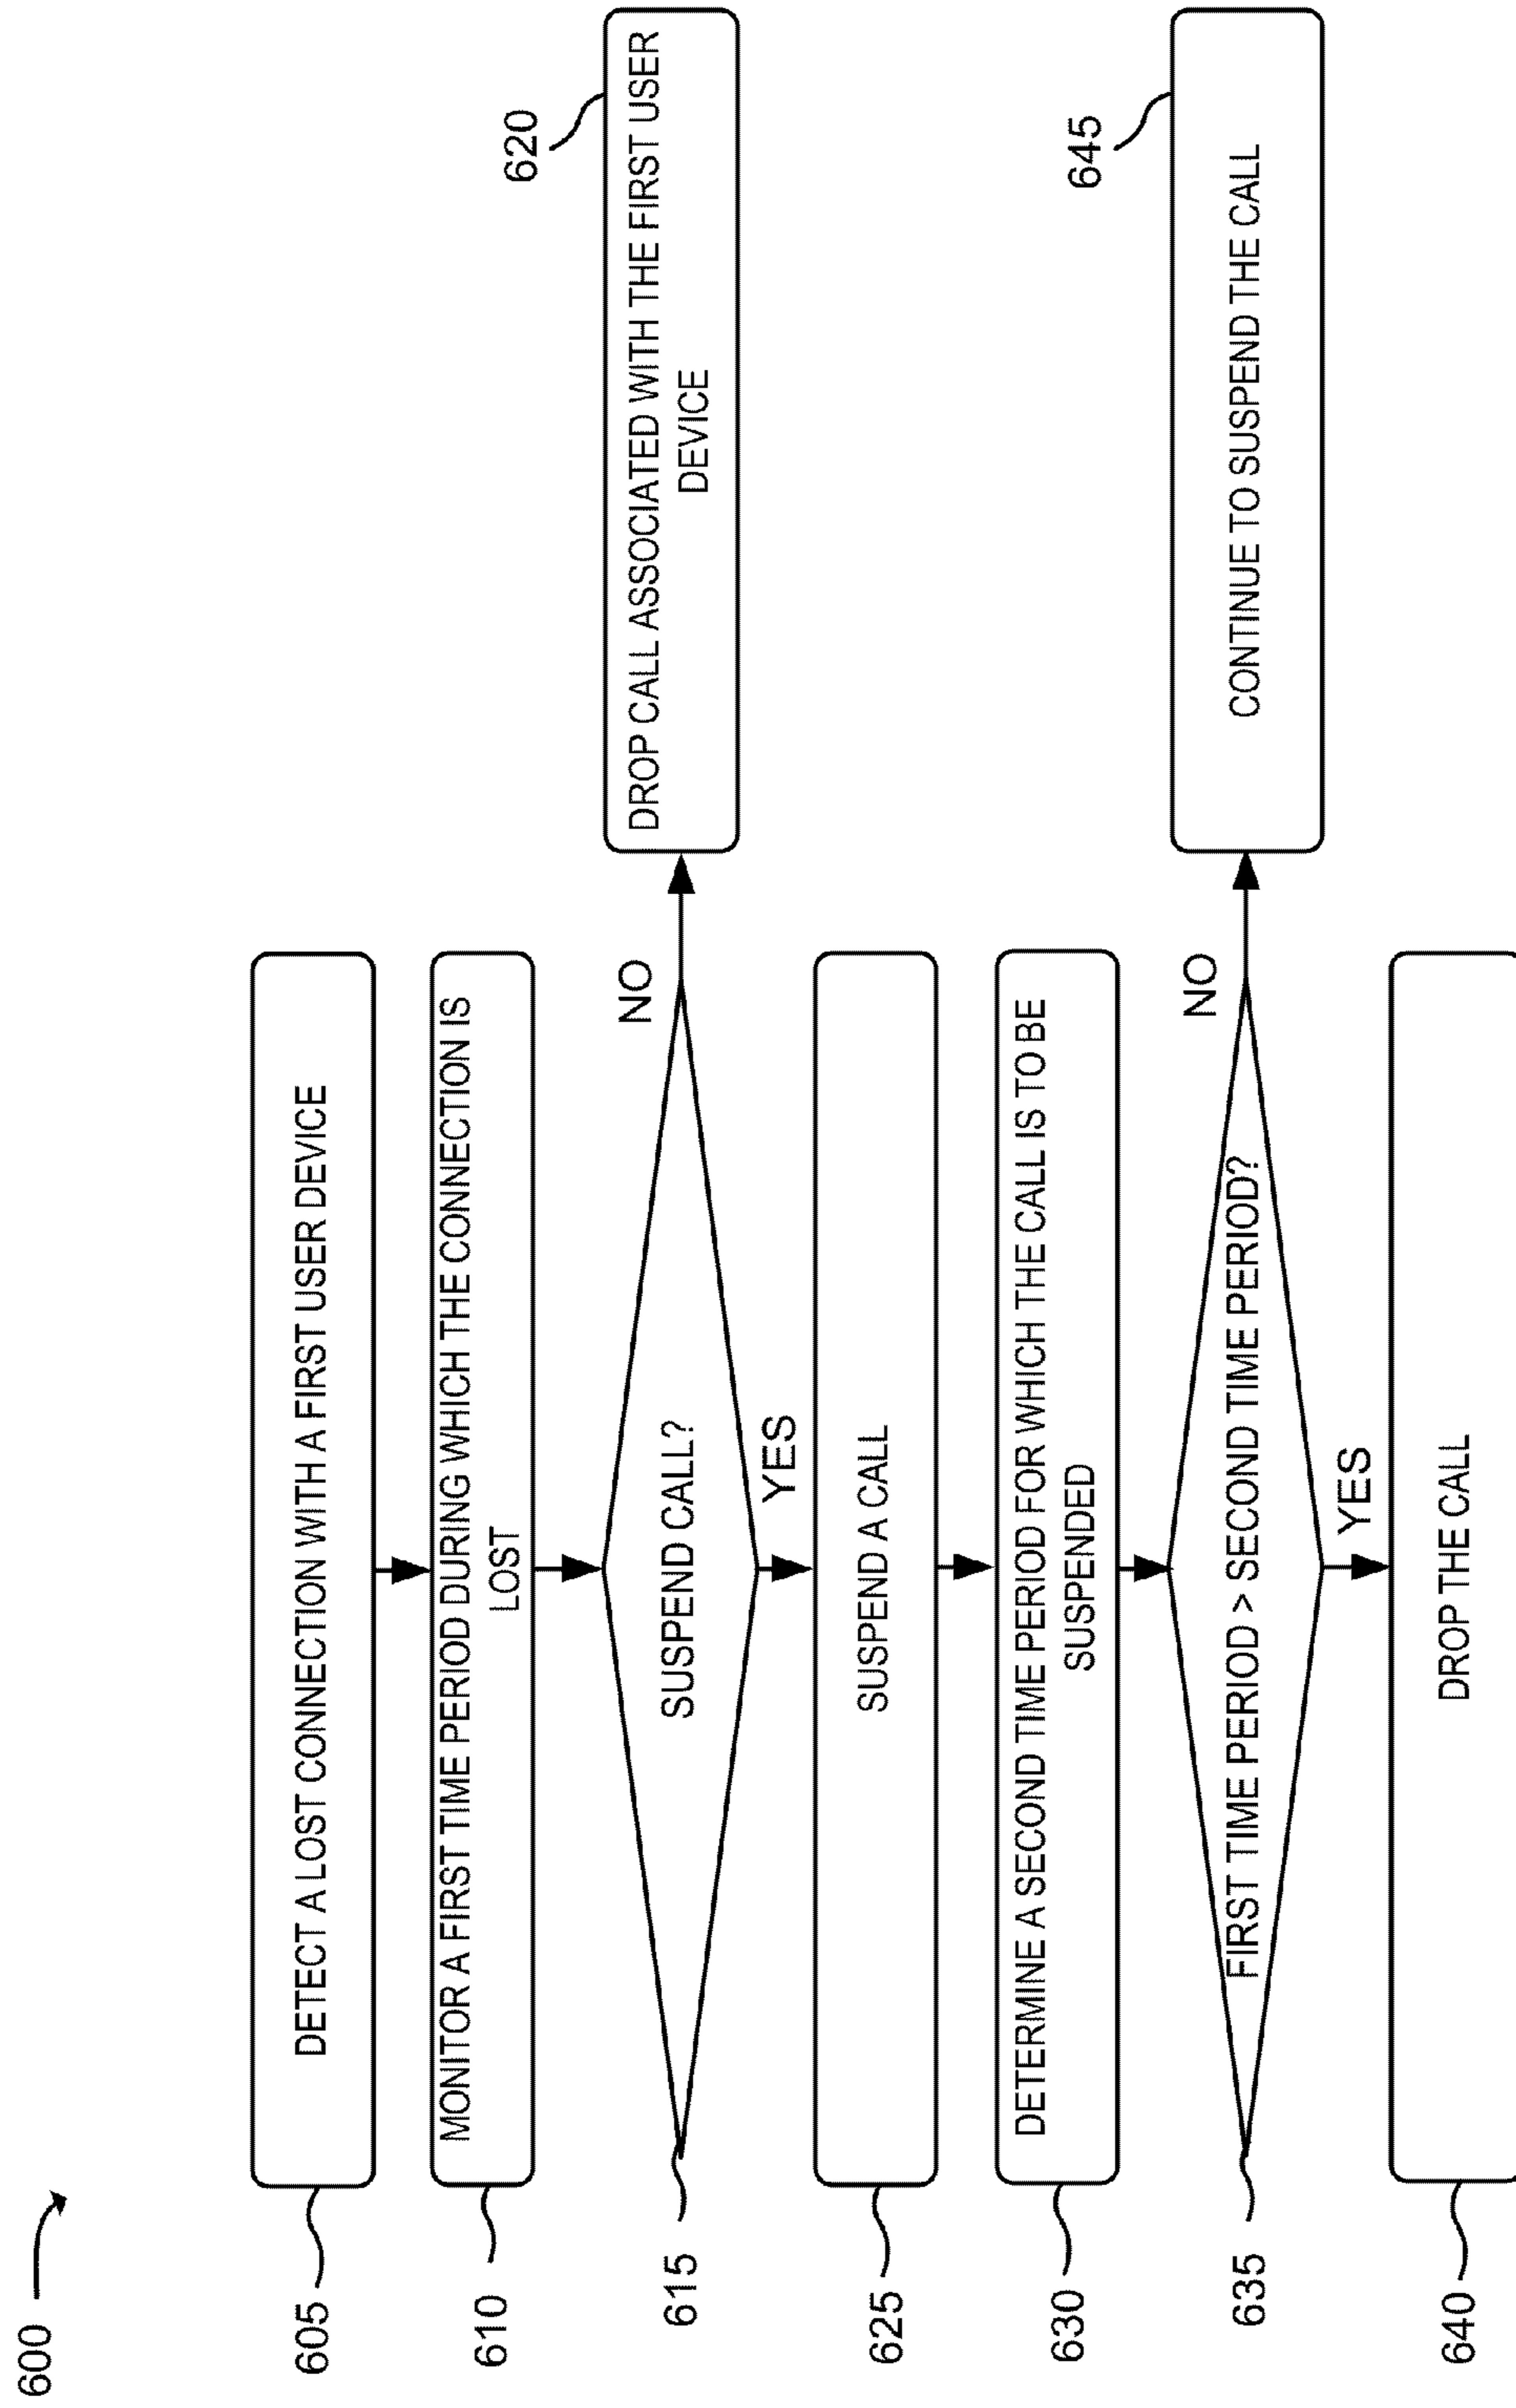 600
605
DETECT A LOST CONNECTION WITH A FIRST USER DEVICE
610
MONITOR A FIRST TIME PERIOD DURING WHICH THE CONNECTION IS
LOST
615
SUSPEND CALL?
NO
620
DROP CALL ASSOCIATED WITH THE FIRST USER
DEVICE
YES
625
SUSPEND A CALL
630
DETERMINE A SECOND TIME PERIOD FOR WHICH THE CALL IS TO BE
SUSPENDED
635
FIRST TIME PERIOD > SECOND TIME PERIOD?
NO
645
CONTINUE TO SUSPEND THE CALL
YES
640
DROP THE CALL